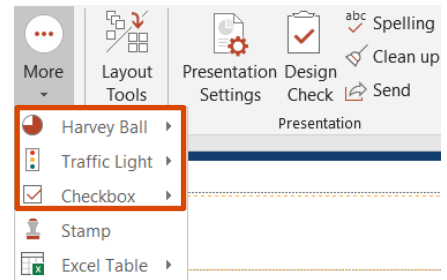 More
Layout
Tools
Presentation
Settings
Design
Check
abc Spelling
Clean up
Send
Presentation
Harvey Ball
Traffic Light
Checkbox
Stamp
Excel Table